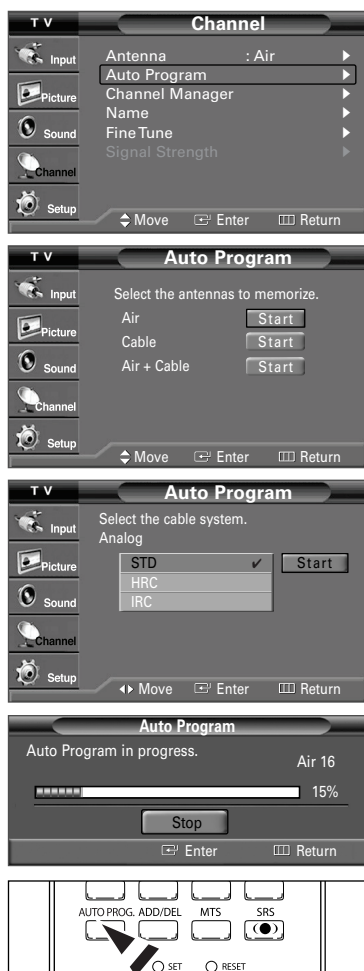 T V Channel
Input
Picture
Sound
Channel
Setup
Antenna : Air
Auto Program
Channel Manager
Name
Fine Tune
Signal Strength
Move Enter Return
T V Auto Program
Input
Picture
Sound
Channel
Setup
Select the antennas to memorize.
Air Start
Cable Start
Air + Cable Start
Move Enter Return
T V Auto Program
Input
Picture
Sound
Channel
Setup
Select the cable system.
Analog
STD ✔ Start
HRC
IRC
Move Enter Return
Auto Program
Auto Program in progress.
Air 16
15%
Stop
Enter Return
AUTO PROG. ADD/DEL MTS SRS
SET RESET